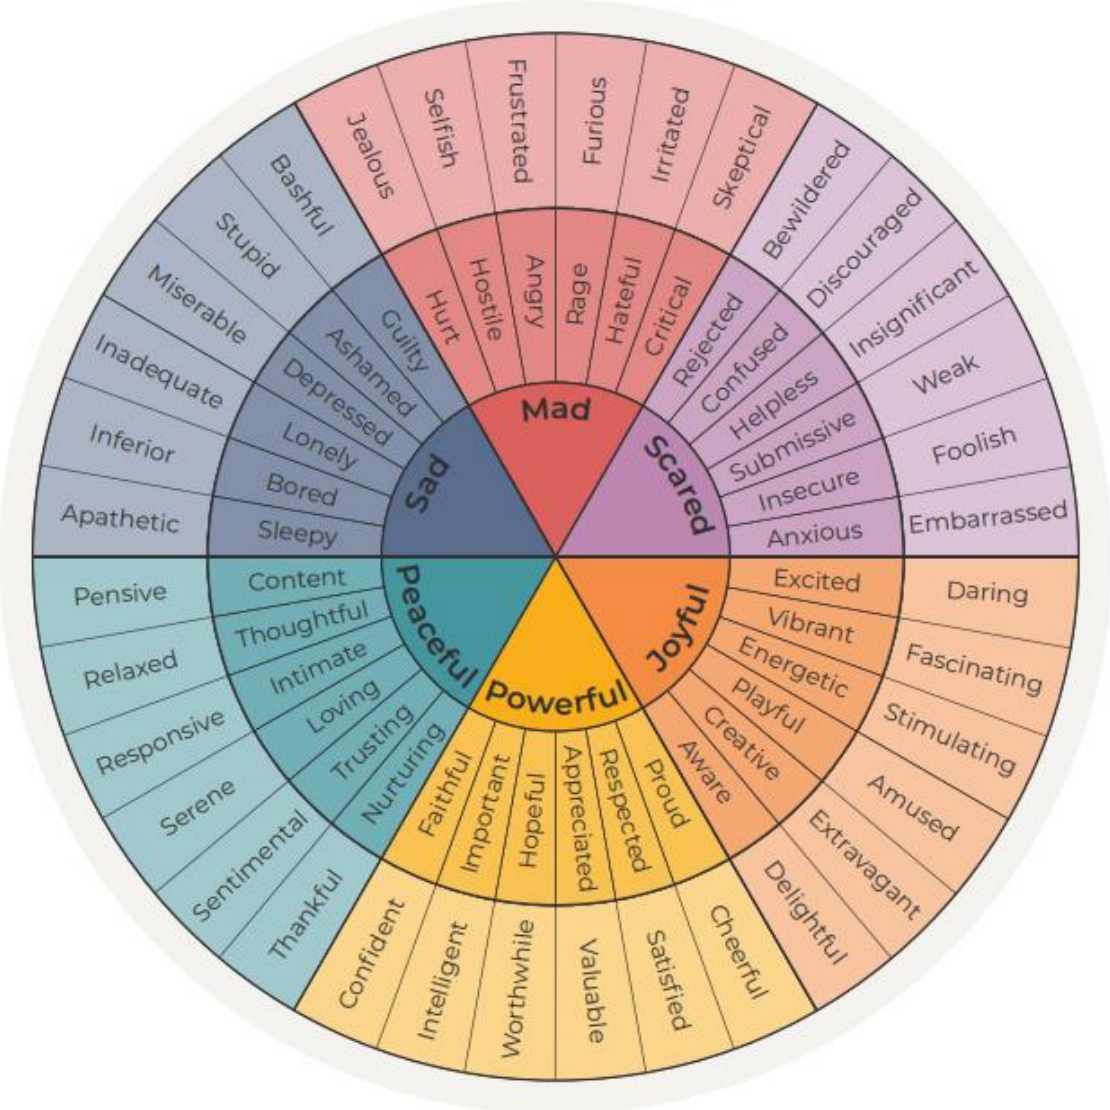 Mad
Hurt
Hostile
Angry
Rage
Hateful
Critical
Jealous
Selfish
Frustrated
Furious
Irritated
Skeptical
Scared
Rejected
Confused
Helpless
Submissive
Insecure
Anxious
Bewildered
Discouraged
Insignificant
Weak
Foolish
Embarrassed
Joyful
Excited
Vibrant
Energetic
Playful
Creative
Aware
Daring
Fascinating
Stimulating
Amused
Extravagant
Delightful
Powerful
Proud
Respected
Appreciated
Hopeful
Important
Faithful
Cheerful
Satisfied
Valuable
Worthwhile
Intelligent
Confident
Peaceful
Nurturing
Trusting
Loving
Intimate
Thoughtful
Content
Thankful
Sentimental
Serene
Responsive
Relaxed
Pensive
Sad
Sleepy
Bored
Lonely
Depressed
Ashamed
Guilty
Apathetic
Inferior
Inadequate
Miserable
Stupid
Bashful